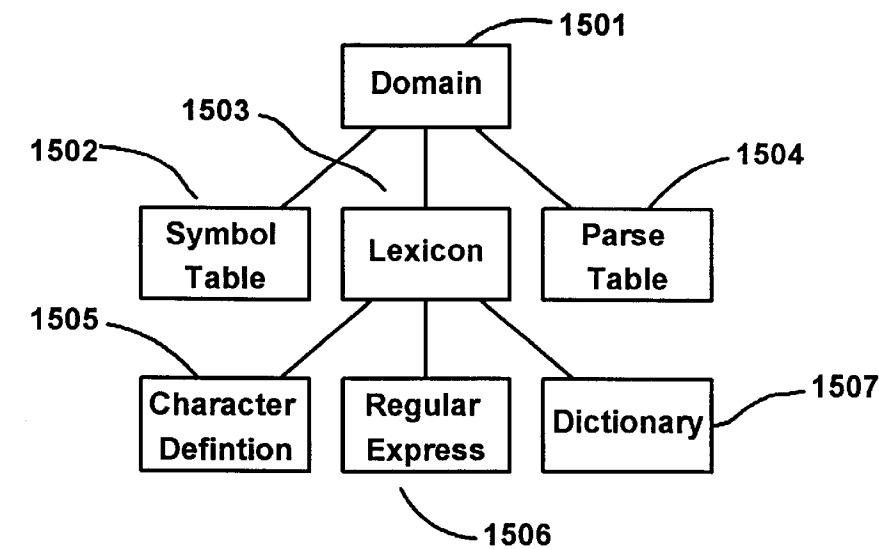 1501
Domain
1503
1502
1504
Symbol
Table
Lexicon
Parse
Table
1505
Character
Defintion
Regular
Express
Dictionary
1507
1506